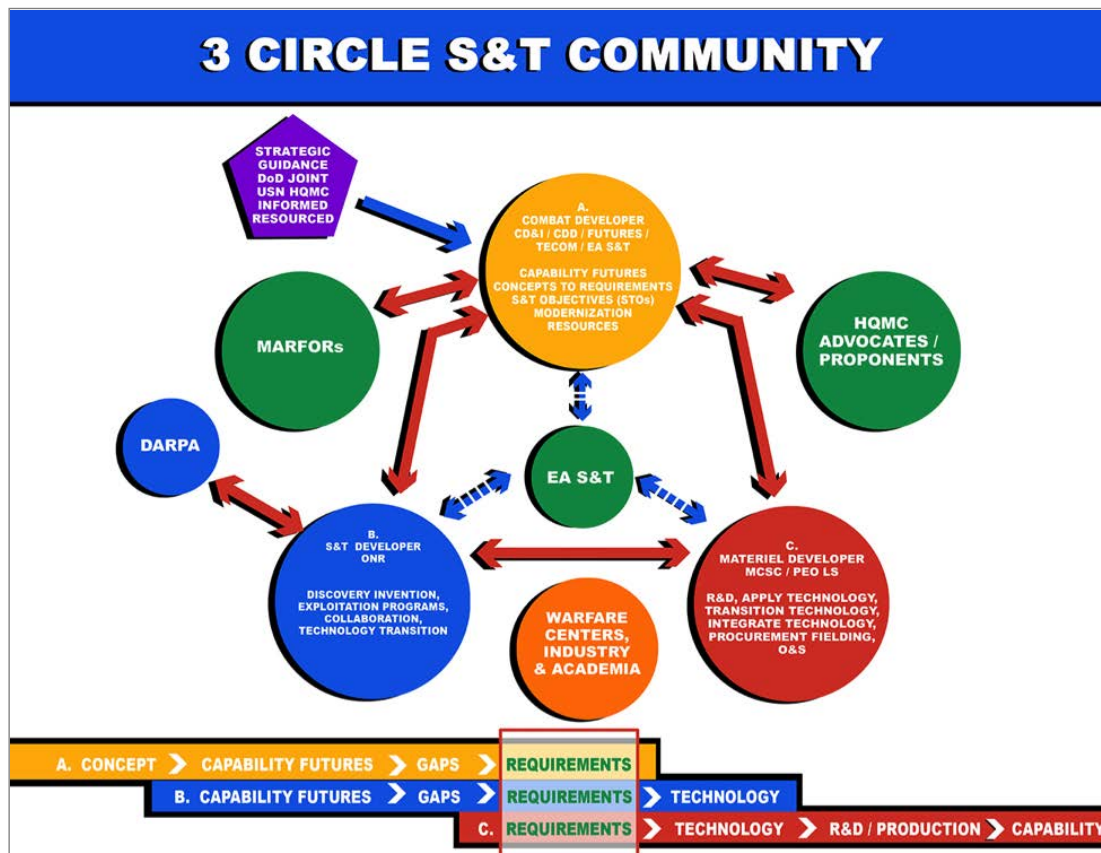 3 CIRCLE S&T COMMUNITY
STRATEGIC
GUIDANCE
DoD JOINT
USN HQMC
INFORMED
RESOURCED
A.
COMBAT DEVELOPER
CD&I / CDD / FUTURES /
TECOM / EA S&T
CAPABILITY FUTURES
CONCEPTS TO REQUIREMENTS
S&T OBJECTIVES (STOs)
MODERNIZATION
RESOURCES
MARFORs
HQMC
ADVOCATES /
PROPONENTS
DARPA
EA S&T
B.
S&T DEVELOPER
ONR
DISCOVERY INVENTION,
EXPLOITATION PROGRAMS,
COLLABORATION,
TECHNOLOGY TRANSITION
C.
MATERIEL DEVELOPER
MCSC / PEO LS
R&D, APPLY TECHNOLOGY,
TRANSITION TECHNOLOGY,
INTEGRATE TECHNOLOGY,
PROCUREMENT FIELDING,
O&S
WARFARE
CENTERS,
INDUSTRY
& ACADEMIA
A. CONCEPT CAPABILITY FUTURES GAPS REQUIREMENTS
B. CAPABILITY FUTURES GAPS REQUIREMENTS TECHNOLOGY
C. REQUIREMENTS TECHNOLOGY R&D / PRODUCTION CAPABILITY